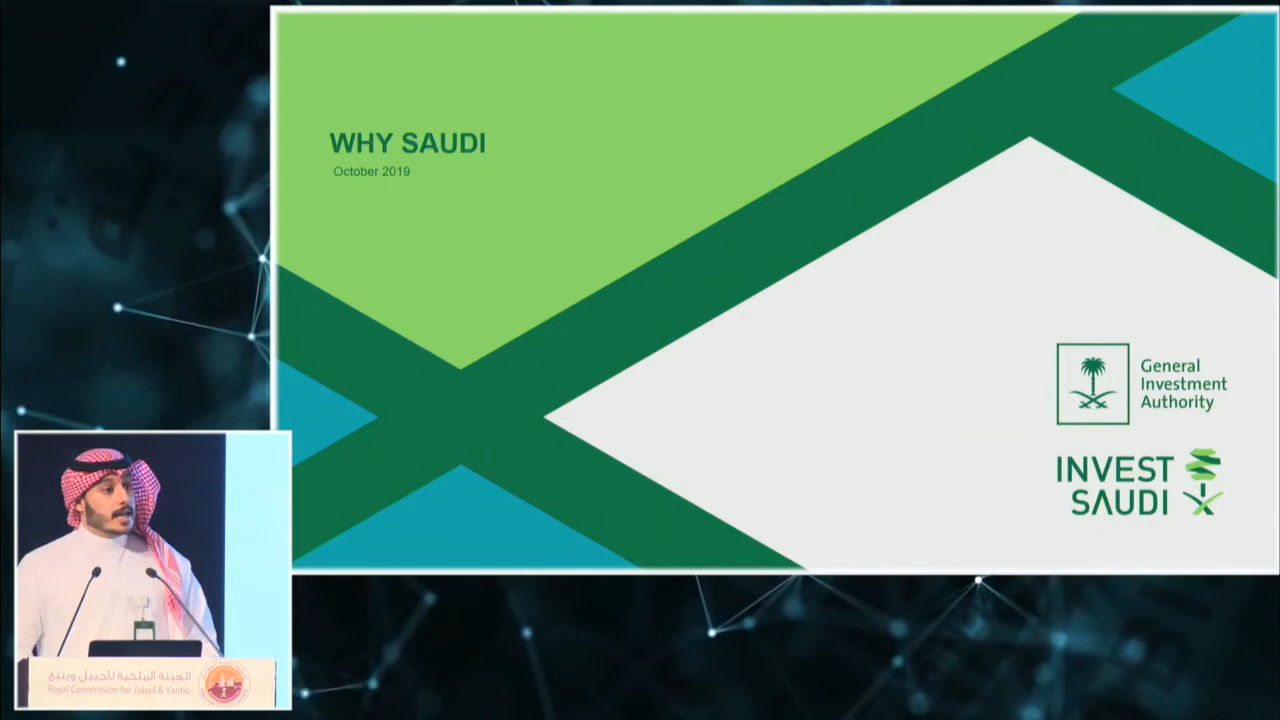 WHY SAUDI
October 2019
General
Investment
Authority
INVEST
SAUDI
الهيئة الملكية للجبيل وينبع
Royal Commission for Jubail & Yanbu